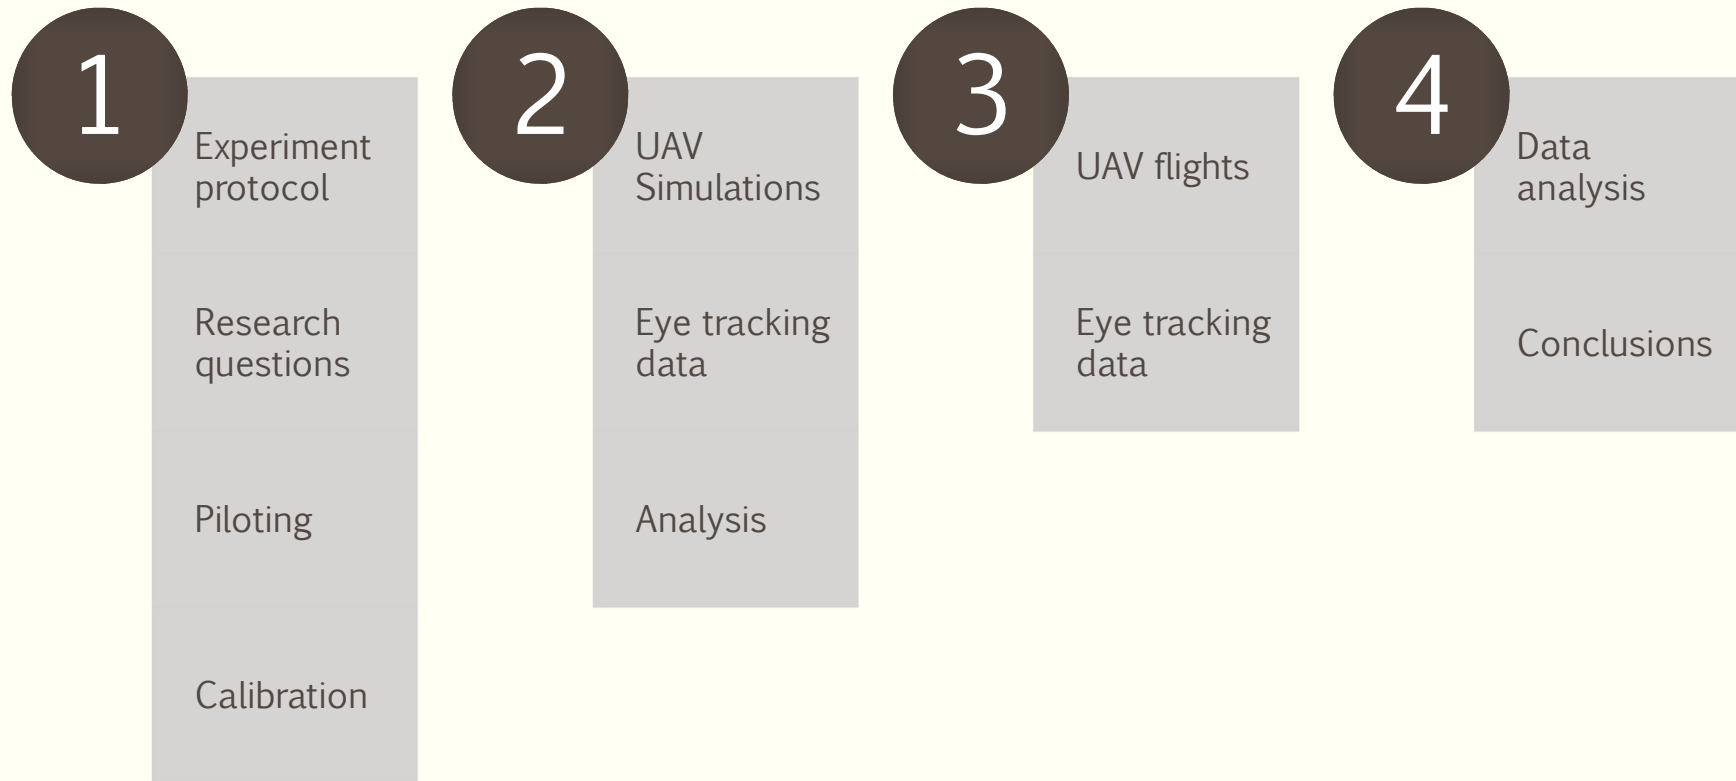 1
Experiment
protocol
Research
questions
Piloting
Calibration
2
UAV
Simulations
Eye tracking
data
Analysis
3
UAV flights
Eye tracking
data
4
Data
analysis
Conclusions